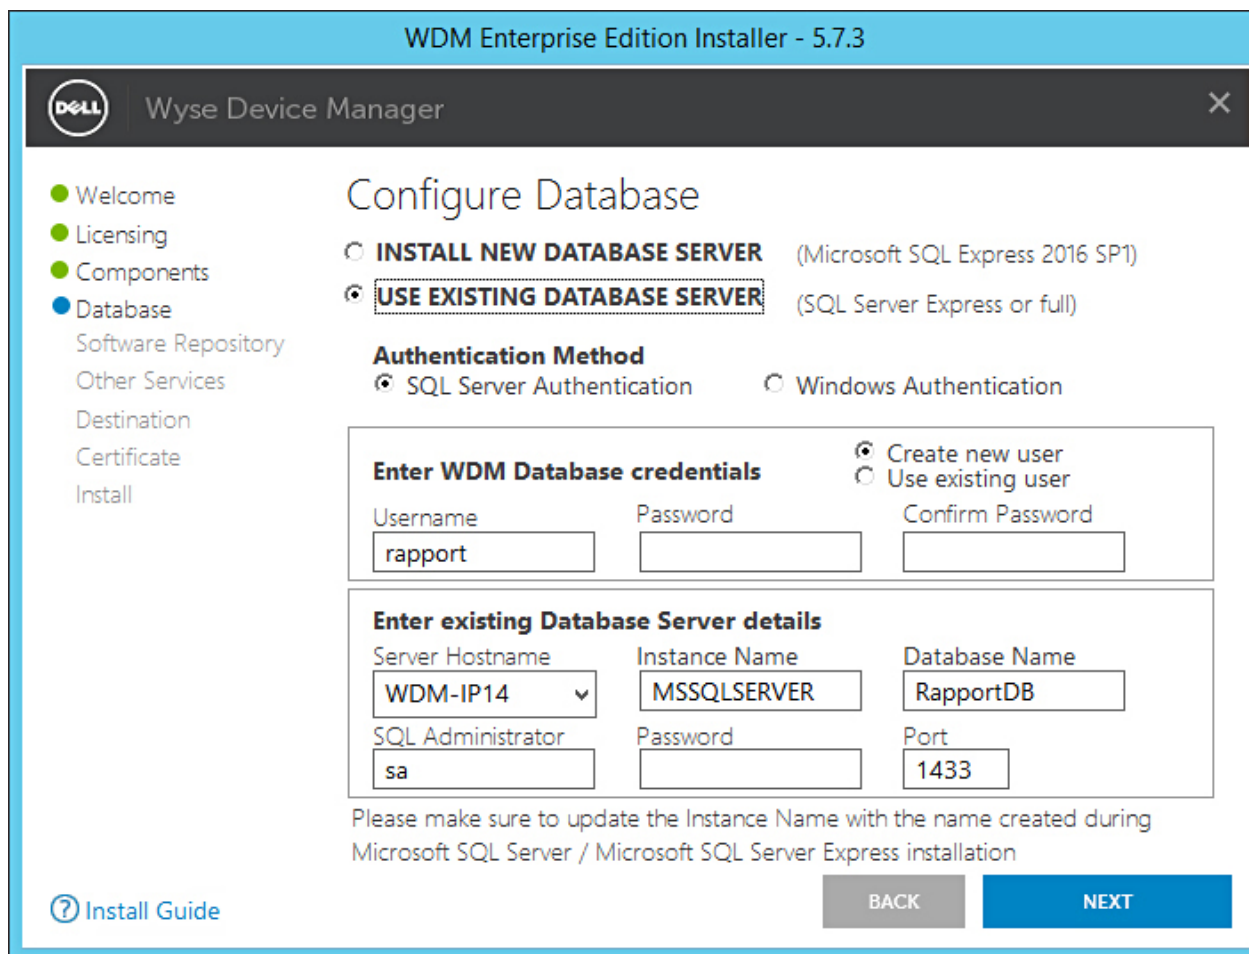 WDM Enterprise Edition Installer - 5.7.3
DELL
Wyse Device Manager
Welcome
Licensing
Components
Database
Software Repository
Other Services
Destination
Certificate
Install
Configure Database
INSTALL NEW DATABASE SERVER (Microsoft SQL Express 2016 SP1)
USE EXISTING DATABASE SERVER (SQL Server Express or full)
Authentication Method
SQL Server Authentication Windows Authentication
Enter WDM Database credentials
Create new user
Use existing user
Username Password Confirm Password
rapport
Enter existing Database Server details
Server Hostname Instance Name Database Name
WDM-IP14 MSSQLSERVER RapportDB
SQL Administrator Password Port
sa 1433
Please make sure to update the Instance Name with the name created during
Microsoft SQL Server / Microsoft SQL Server Express installation
? Install Guide
BACK NEXT